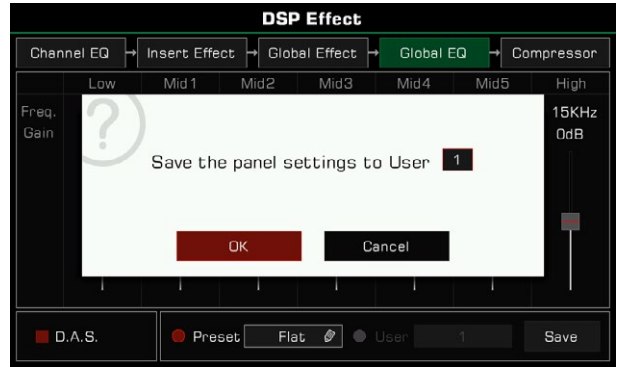 DSP Effect
Channel EQ → Insert Effect → Global Effect → Global EQ → Compressor
Low Mid1 Mid2 Mid3 Mid4 Mid5 High
Freq. 15KHz
Gain 0dB
?
Save the panel settings to User 1
OK Cancel
D.A.S. Preset Flat User 1 Save